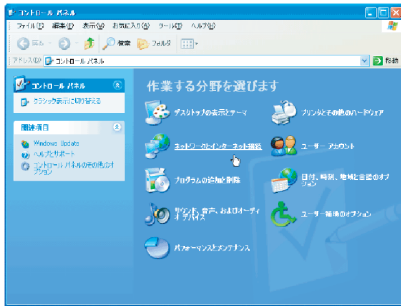 コントロール パネル
ファイル(F) 編集(E) 表示(V) お気に入り(A) ツール(T) ヘルプ(H)
戻る 検索 フォルダ
アドレス(D) コントロール パネル 移動
コントロール パネル
クラシック表示に切り替える
関連項目
Windows Update
ヘルプとサポート
コントロール パネルのその他のオプション
作業する分野を選びます
デスクトップの表示とテーマ
プリンタとその他のハードウェア
ネットワークとインターネット接続
ユーザー アカウント
プログラムの追加と削除
日付、時刻、地域と言語のオプション
サウンド、音声、およびオーディオ デバイス
ユーザー補助のオプション
パフォーマンスとメンテナンス